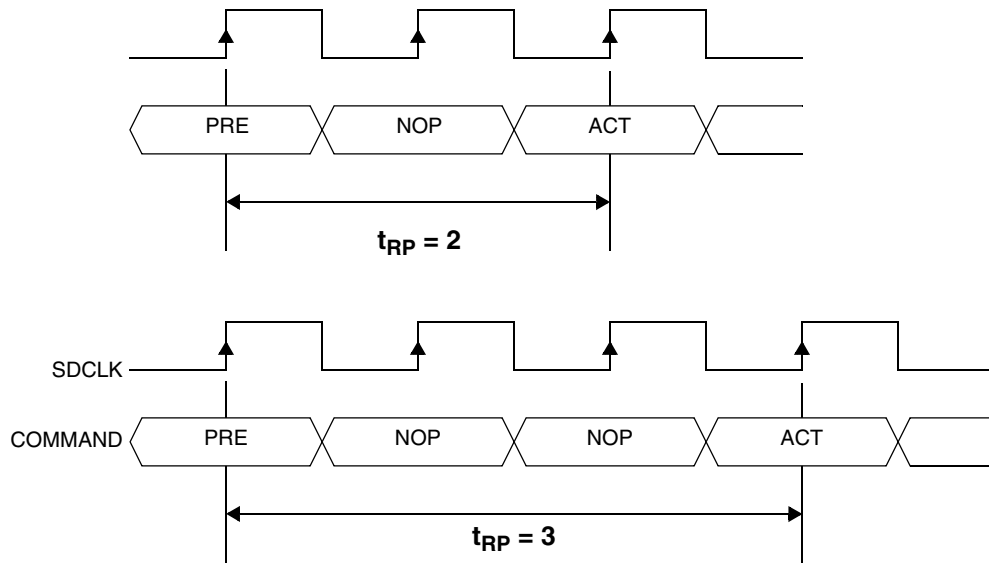 PRE NOP ACT
tRP = 2
SDCLK
COMMAND PRE NOP NOP ACT
tRP = 3